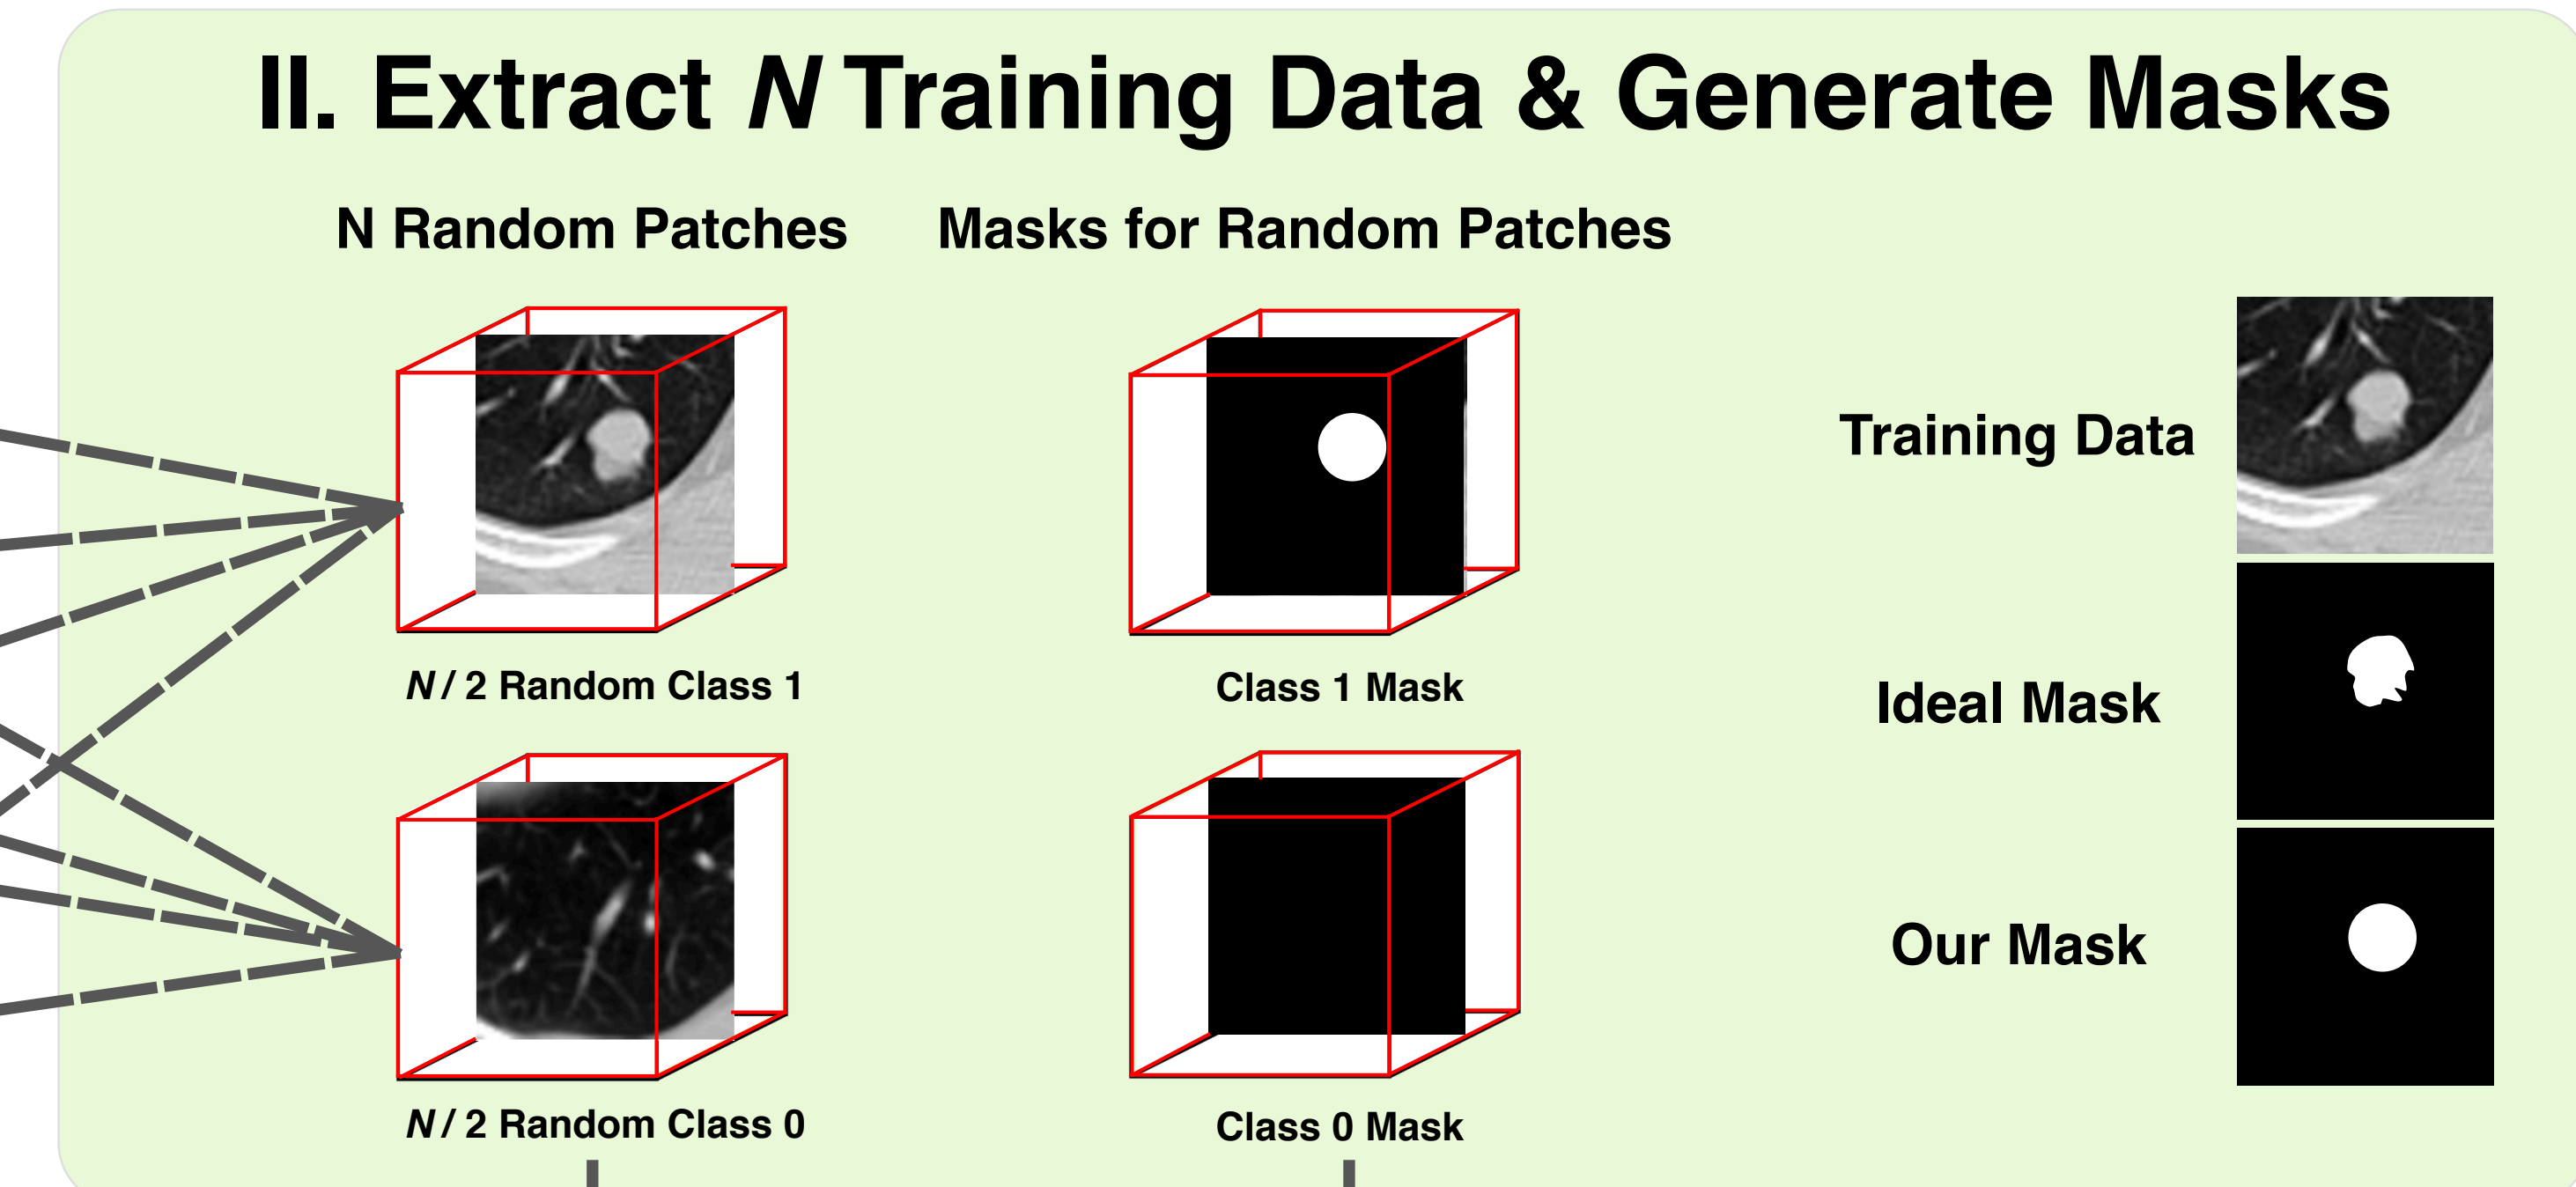 II. Extract N Training Data & Generate Masks
N Random Patches
Masks for Random Patches
Training Data
N / 2 Random Class 1
Class 1 Mask
Ideal Mask
Our Mask
N / 2 Random Class 0
Class 0 Mask